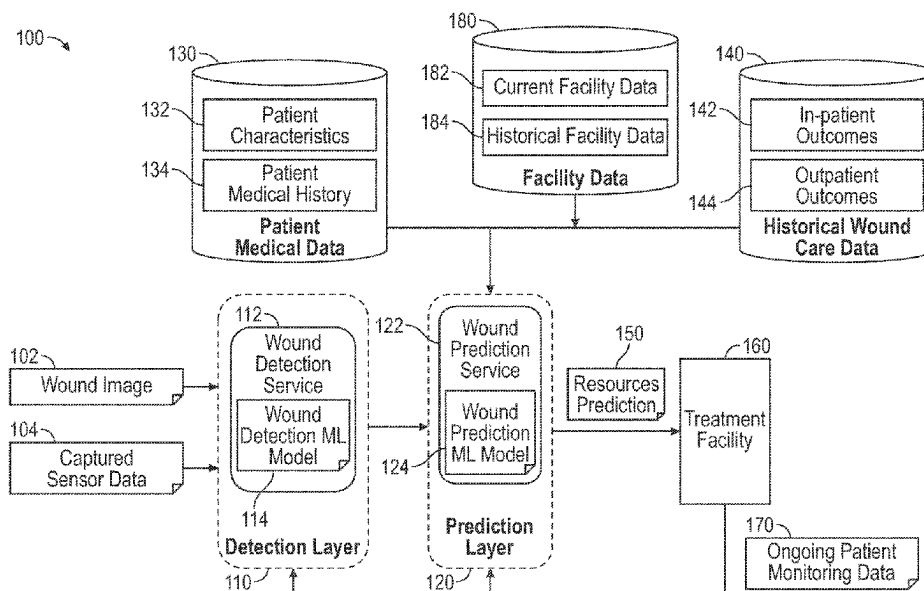 100
130
132
Patient
Characteristics
134
Patient
Medical History
Patient
Medical Data
180
182
Current Facility Data
184
Historical Facility Data
Facility Data
140
142
In-patient
Outcomes
144
Outpatient
Outcomes
Historical Wound
Care Data
102
Wound Image
104
Captured
Sensor Data
112
Wound
Detection
Service
Wound
Detection ML
Model
114
Detection Layer
110
122
Wound
Prediction
Service
Wound
Prediction
ML Model
124
Prediction
Layer
120
150
Resources
Prediction
160
Treatment
Facility
170
Ongoing Patient
Monitoring Data